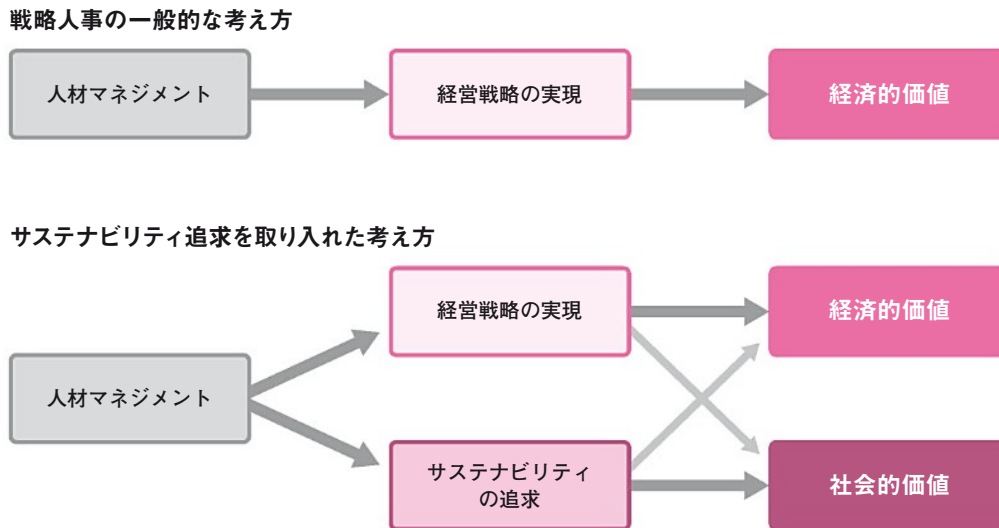 戦略人事の一般的な考え方
人材マネジメント
経営戦略の実現
経済的価値
サステナビリティ追求を取り入れた考え方
経営戦略の実現
経済的価値
人材マネジメント
サステナビリティ
の追求
社会的価値